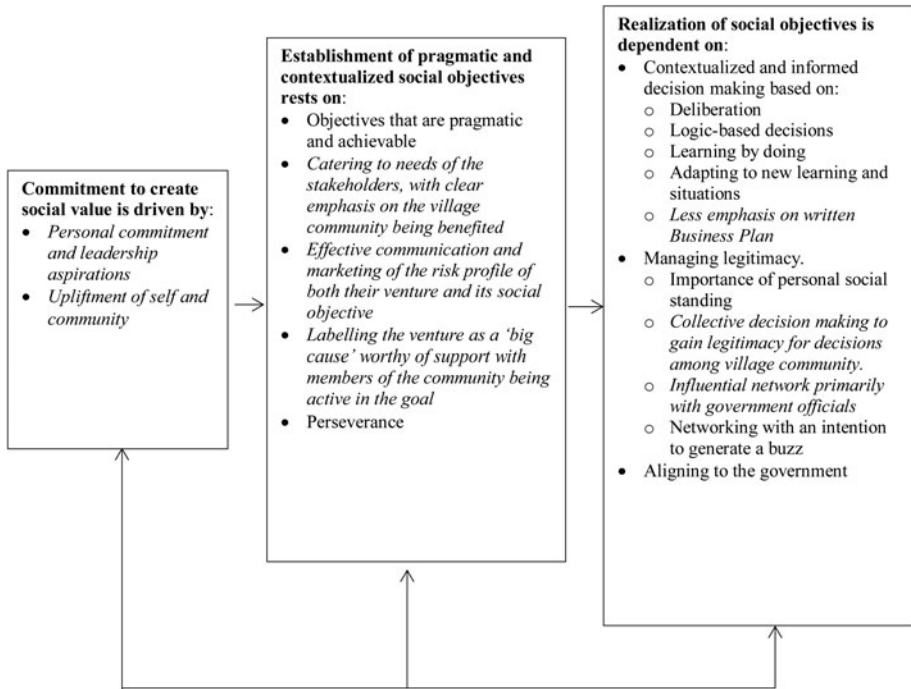 Commitment to create
social value is driven by:
• Personal commitment
and leadership
aspirations
• Upliftment of self and
community
Establishment of pragmatic and
contextualized social objectives
rests on:
• Objectives that are pragmatic
and achievable
• Catering to needs of the
stakeholders, with clear
emphasis on the village
community being benefited
• Effective communication and
marketing of the risk profile of
both their venture and its social
objective
• Labelling the venture as a ‘big
cause’ worthy of support with
members of the community being
active in the goal
• Perseverance
Realization of social objectives is
dependent on:
• Contextualized and informed
decision making based on:
o Deliberation
o Logic-based decisions
o Learning by doing
o Adapting to new learning and
situations
o Less emphasis on written
Business Plan
• Managing legitimacy.
o Importance of personal social
standing
o Collective decision making to
gain legitimacy for decisions
among village community.
o Influential network primarily
with government officials
o Networking with an intention
to generate a buzz
• Aligning to the government